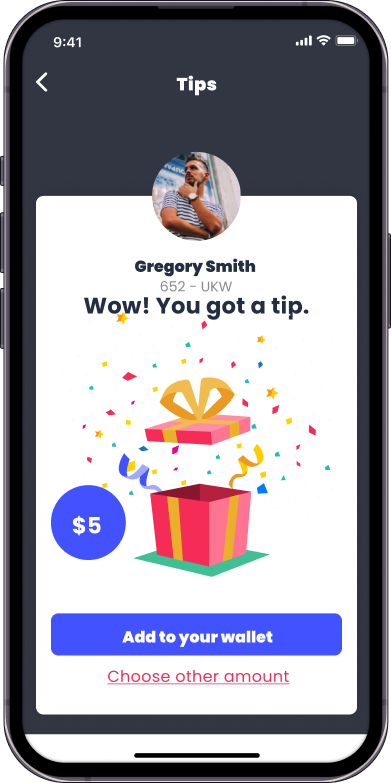 9:41
Tips
Gregory Smith
652 - UKW
Wow! You got a tip.
$5
Add to your wallet
Choose other amount